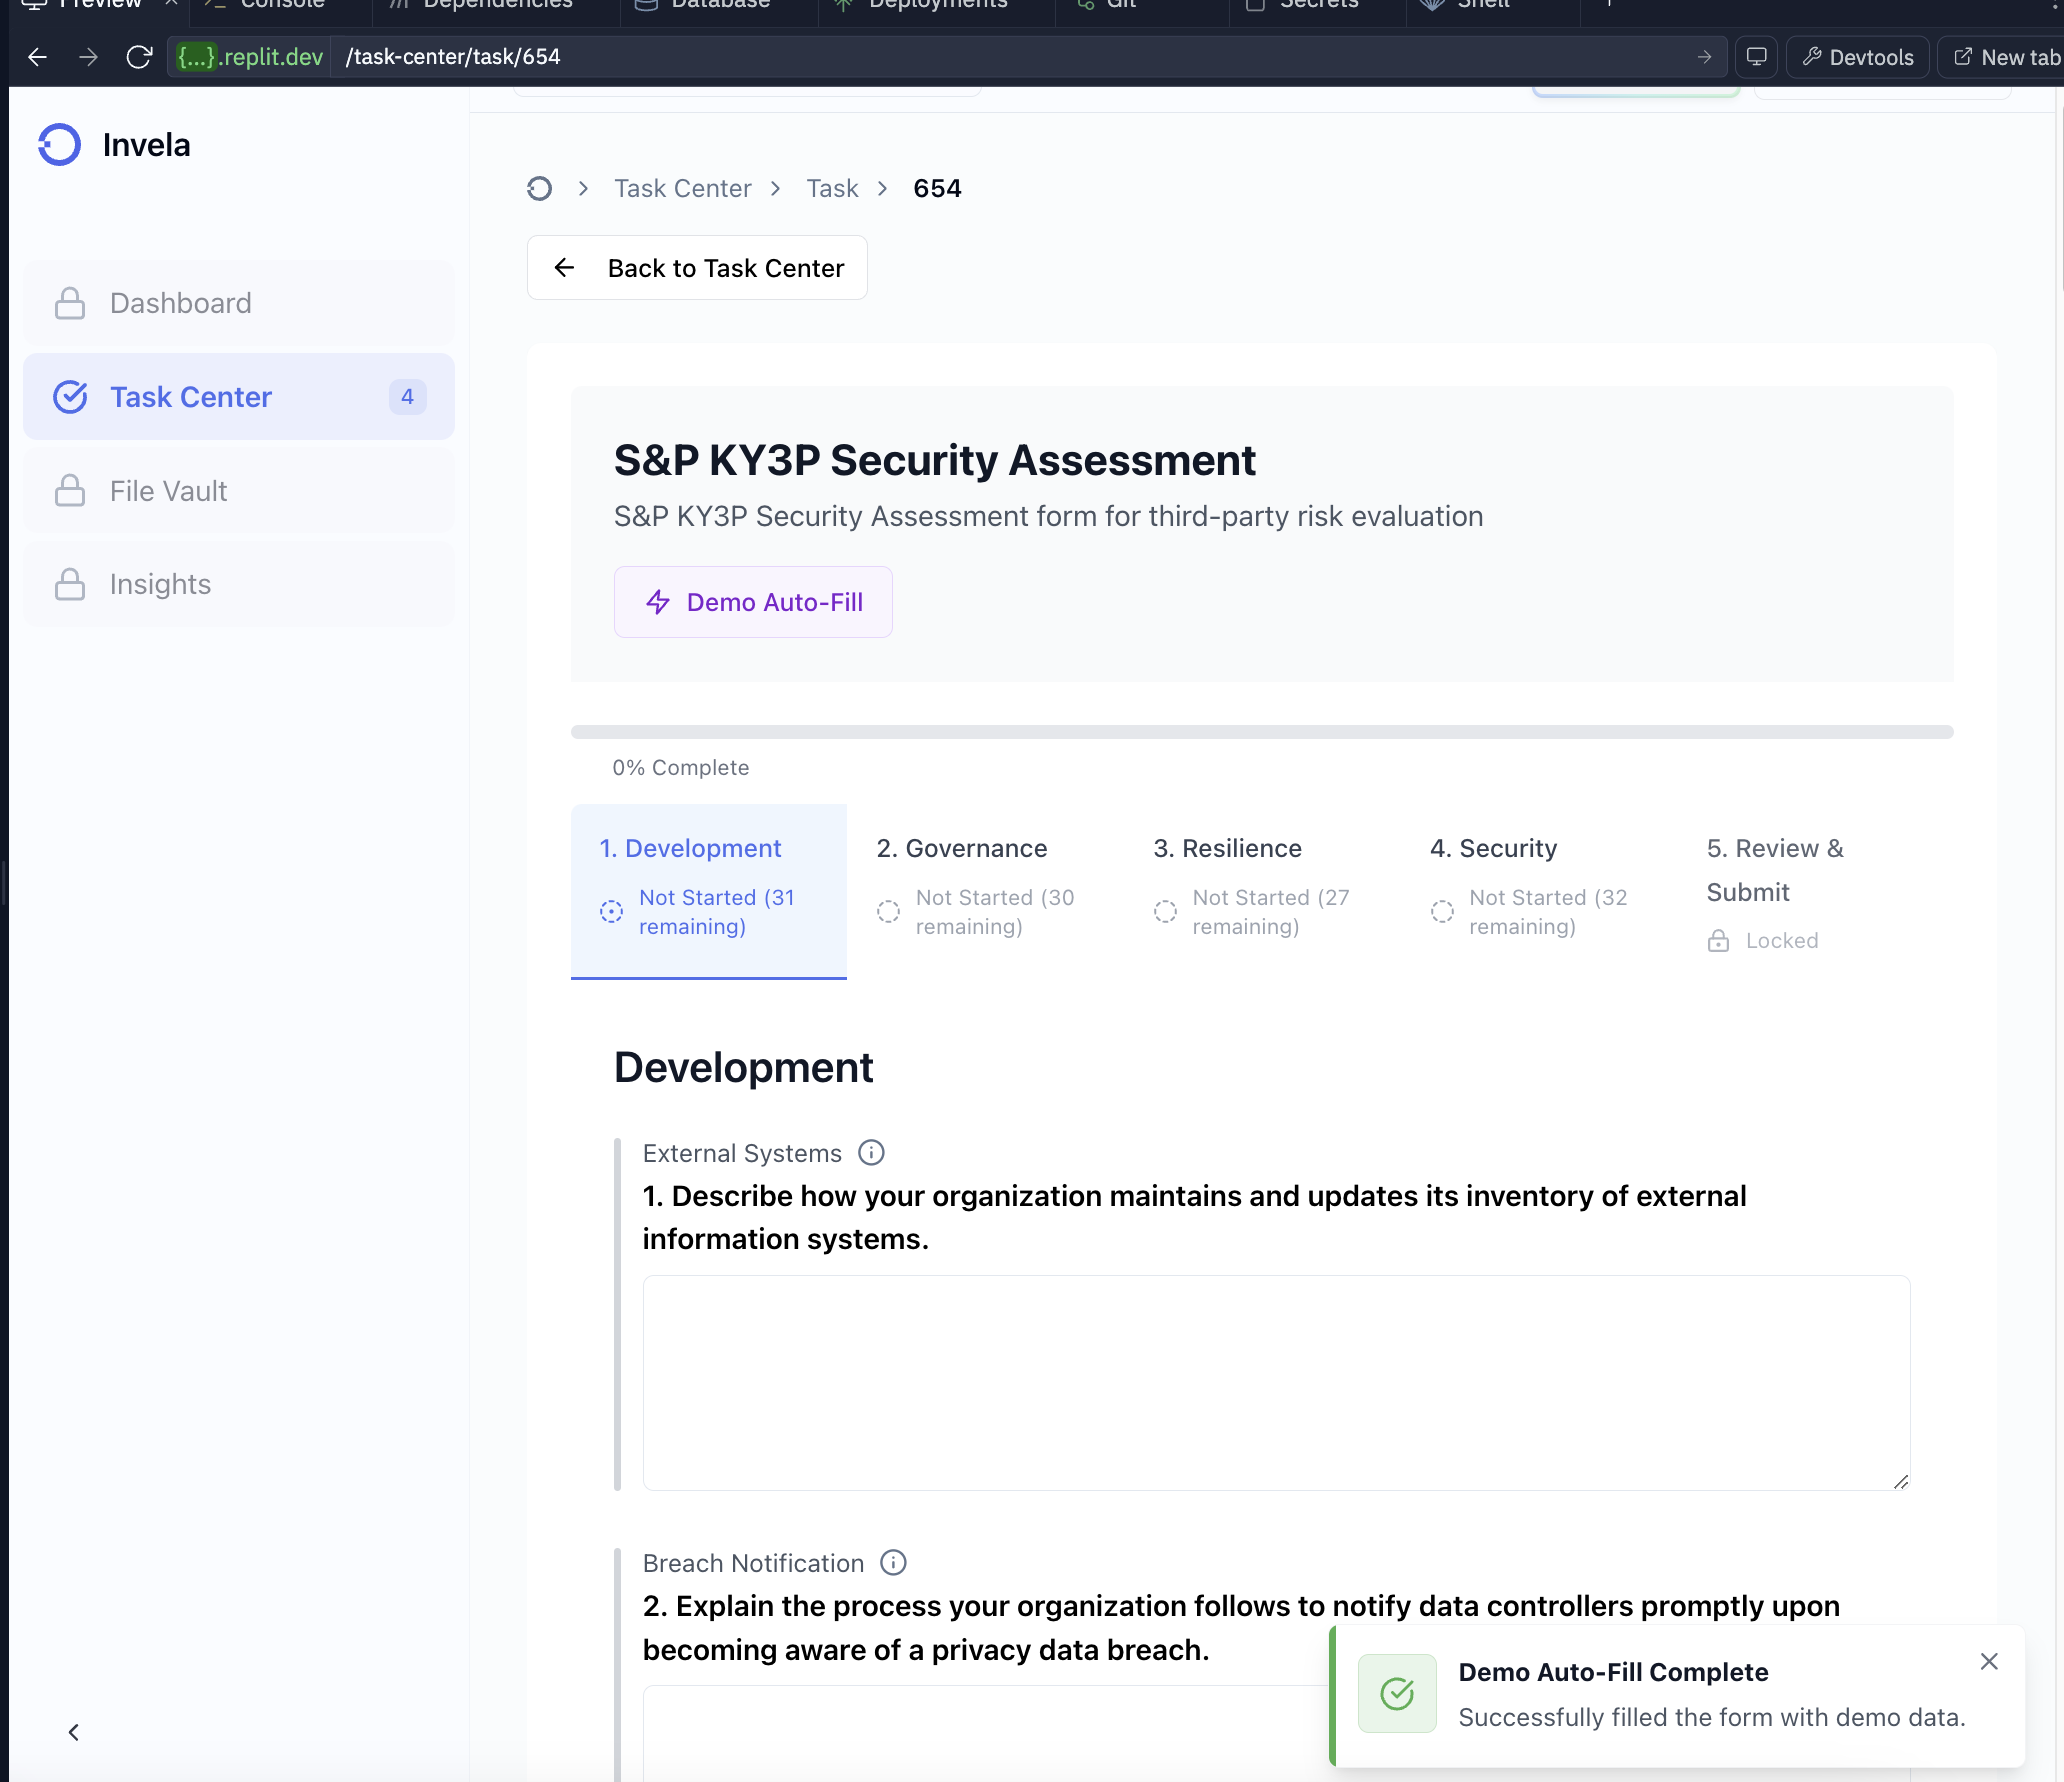 Preview
Console
Dependencies
Database
Deployments
Git
Secrets
Shell
{...}.replit.dev
/task-center/task/654
Devtools
New tab
Invela
Dashboard
Task Center
4
File Vault
Insights
Task Center
Task
654
Back to Task Center
S&P KY3P Security Assessment
S&P KY3P Security Assessment form for third-party risk evaluation
Demo Auto-Fill
0% Complete
1. Development
Not Started (31
remaining)
2. Governance
Not Started (30
remaining)
3. Resilience
Not Started (27
remaining)
4. Security
Not Started (32
remaining)
5. Review &
Submit
Locked
Development
External Systems
1. Describe how your organization maintains and updates its inventory of external
information systems.
Breach Notification
2. Explain the process your organization follows to notify data controllers promptly upon
becoming aware of a privacy data breach.
Demo Auto-Fill Complete
Successfully filled the form with demo data.